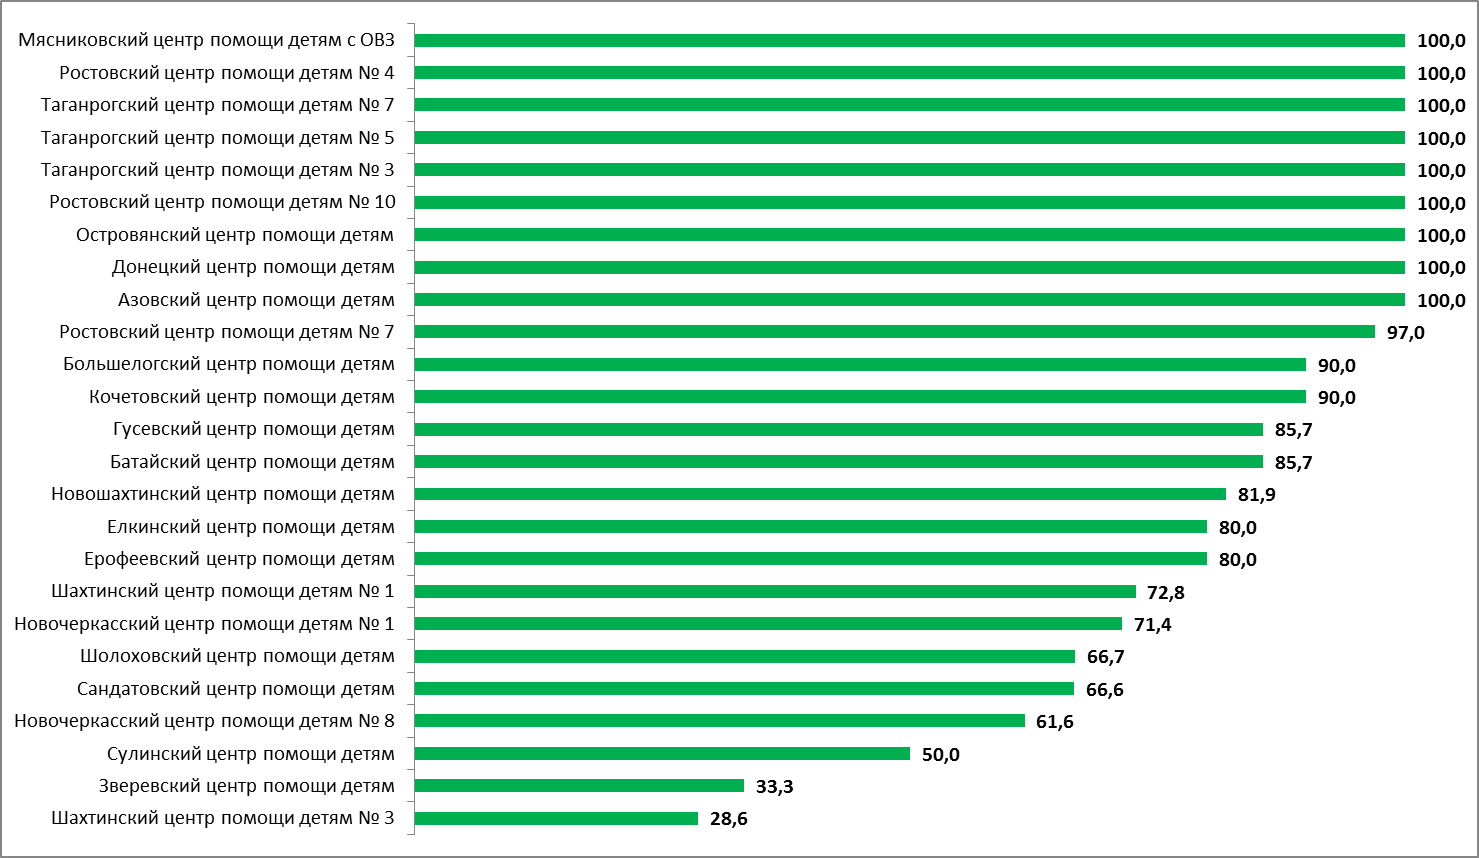 Мясниковский центр помощи детям с ОВЗ 100,0
Ростовский центр помощи детям № 4 100,0
Таганрогский центр помощи детям № 7 100,0
Таганрогский центр помощи детям № 5 100,0
Таганрогский центр помощи детям № 3 100,0
Ростовский центр помощи детям № 10 100,0
Островянский центр помощи детям 100,0
Донецкий центр помощи детям 100,0
Азовский центр помощи детям 100,0
Ростовский центр помощи детям № 7 97,0
Большелогский центр помощи детям 90,0
Кочетовский центр помощи детям 90,0
Гусевский центр помощи детям 85,7
Батайский центр помощи детям 85,7
Новошахтинский центр помощи детям 81,9
Елкинский центр помощи детям 80,0
Ерофеевский центр помощи детям 80,0
Шахтинский центр помощи детям № 1 72,8
Новочеркасский центр помощи детям № 1 71,4
Шолоховский центр помощи детям 66,7
Сандатовский центр помощи детям 66,6
Новочеркасский центр помощи детям № 8 61,6
Сулинский центр помощи детям 50,0
Зверевский центр помощи детям 33,3
Шахтинский центр помощи детям № 3 28,6